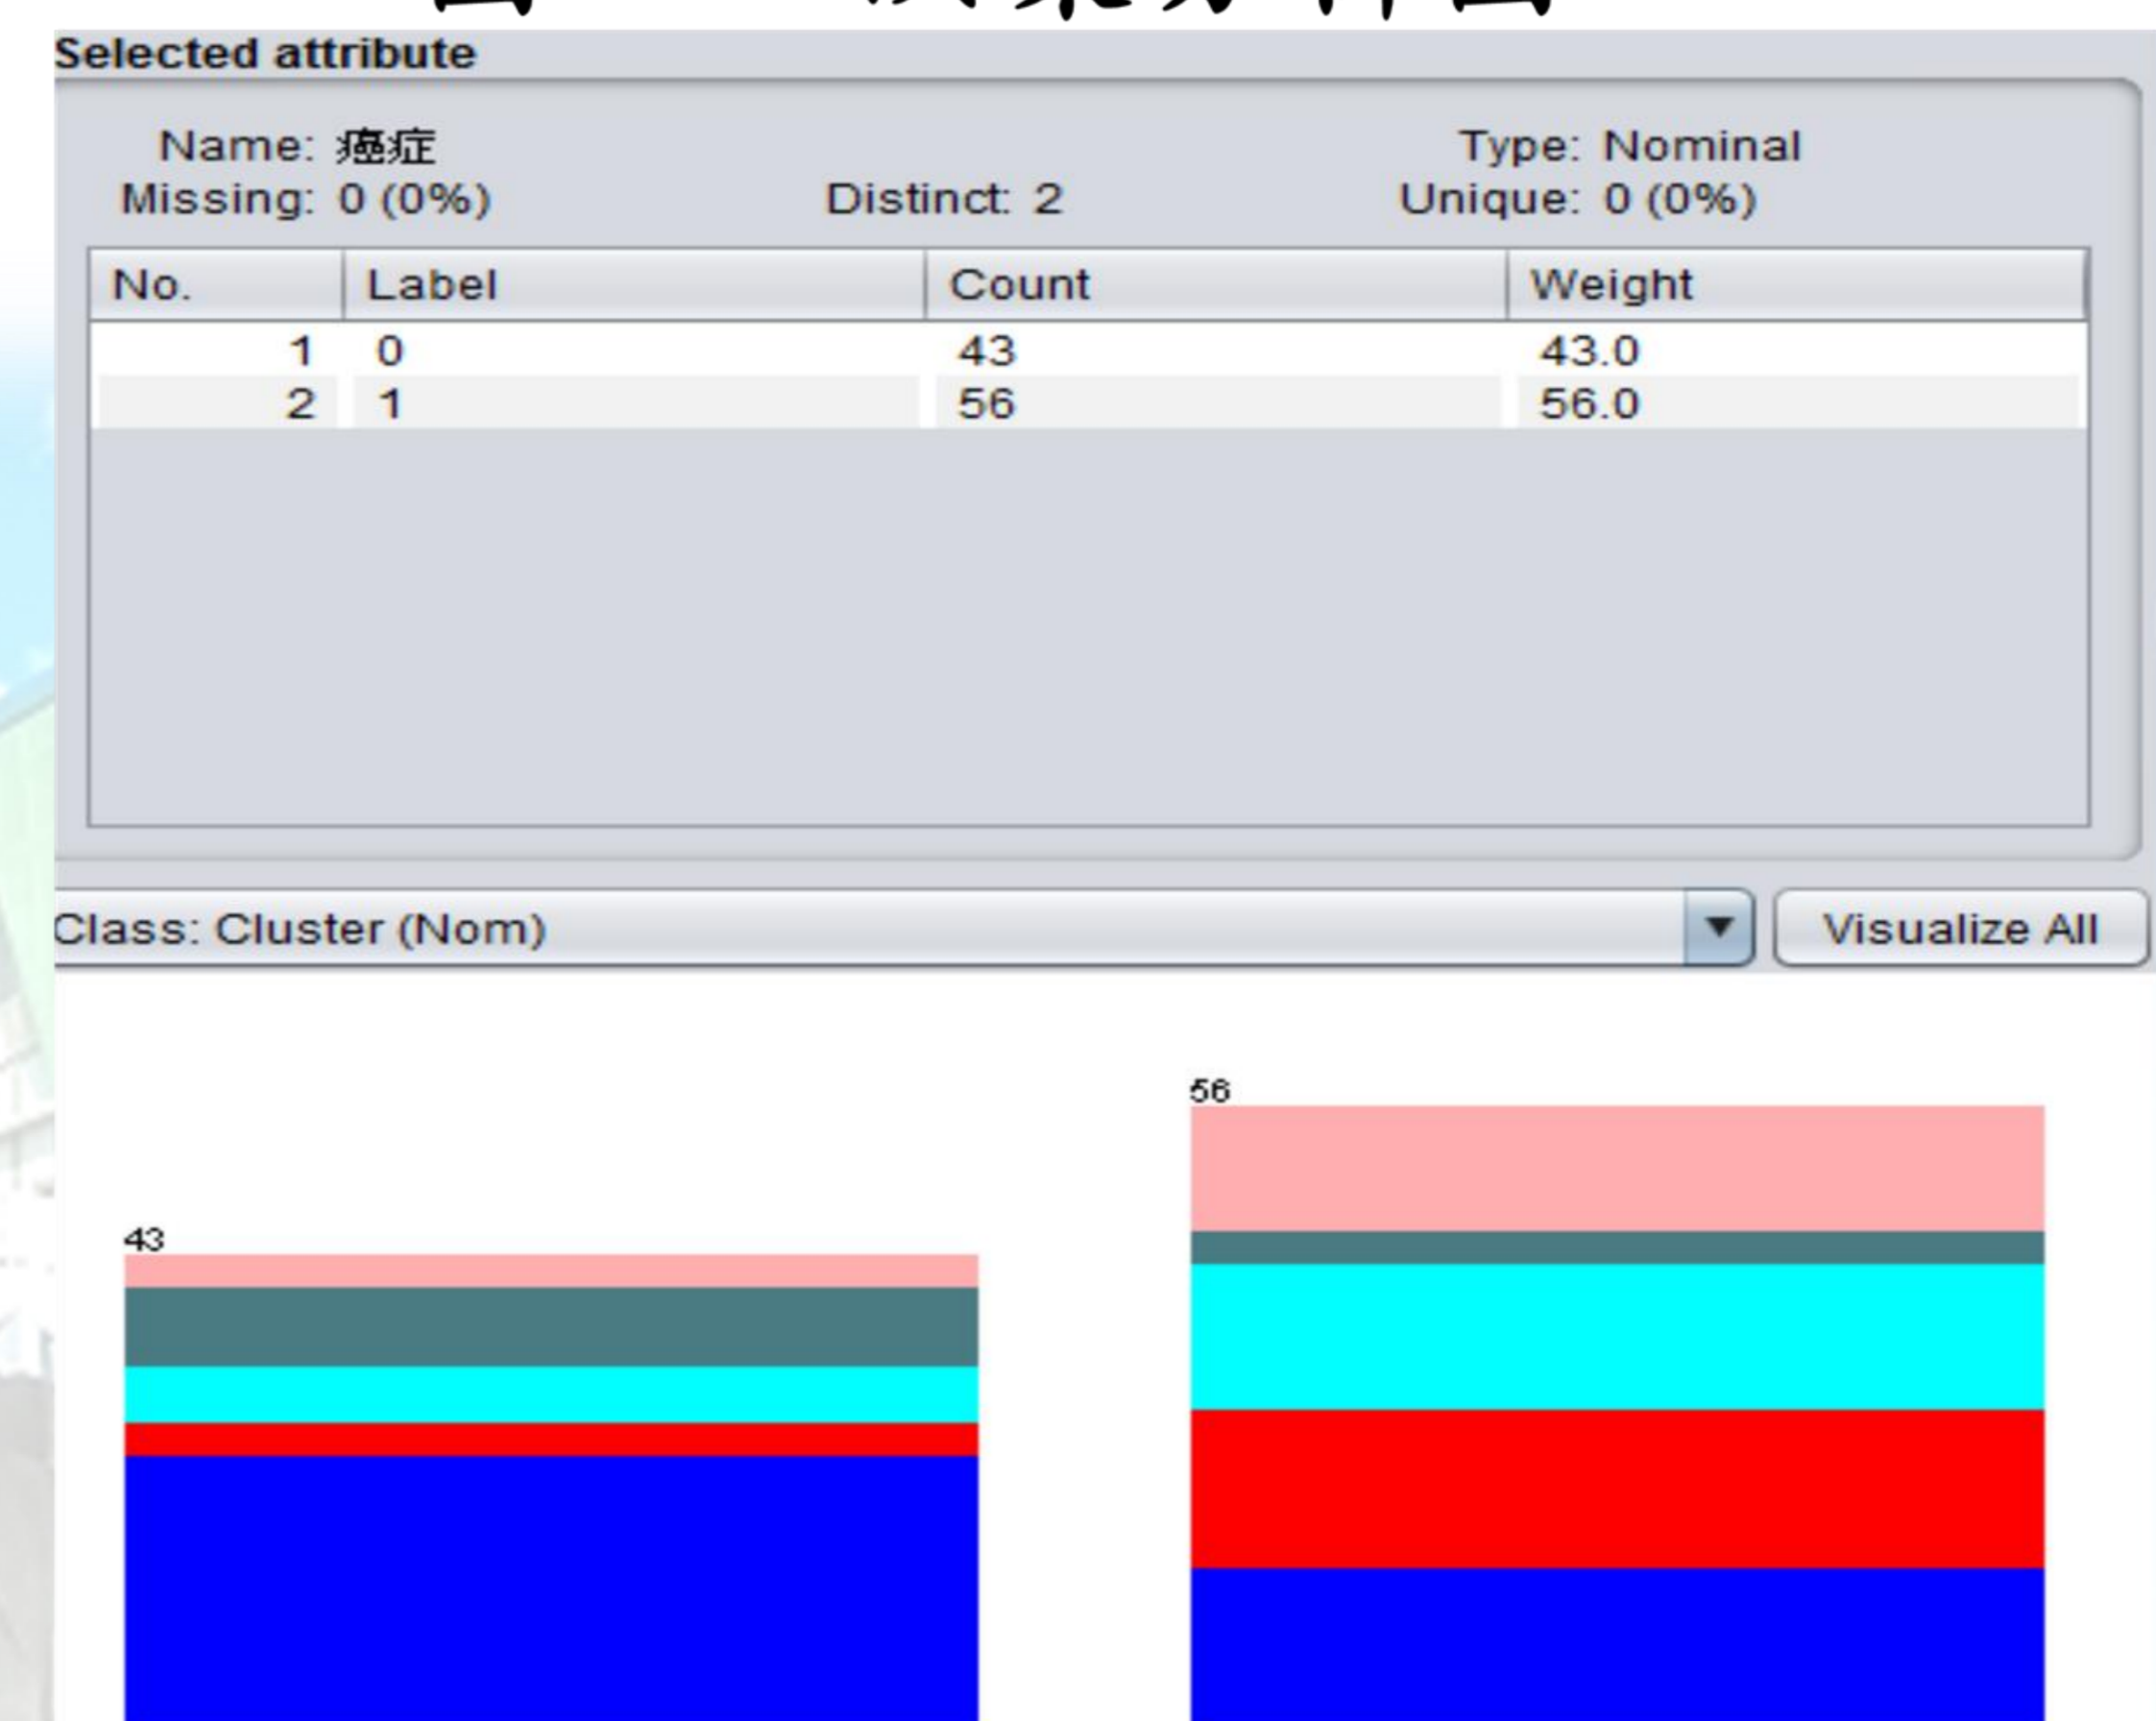 Selected attribute
Name: 癌症 Type: Nominal
Missing: 0 (0%) Distinct: 2 Unique: 0 (0%)
No. Label Count Weight
1 0 43 43.0
2 1 56 56.0
Class: Cluster (Nom) Visualize All
56
43